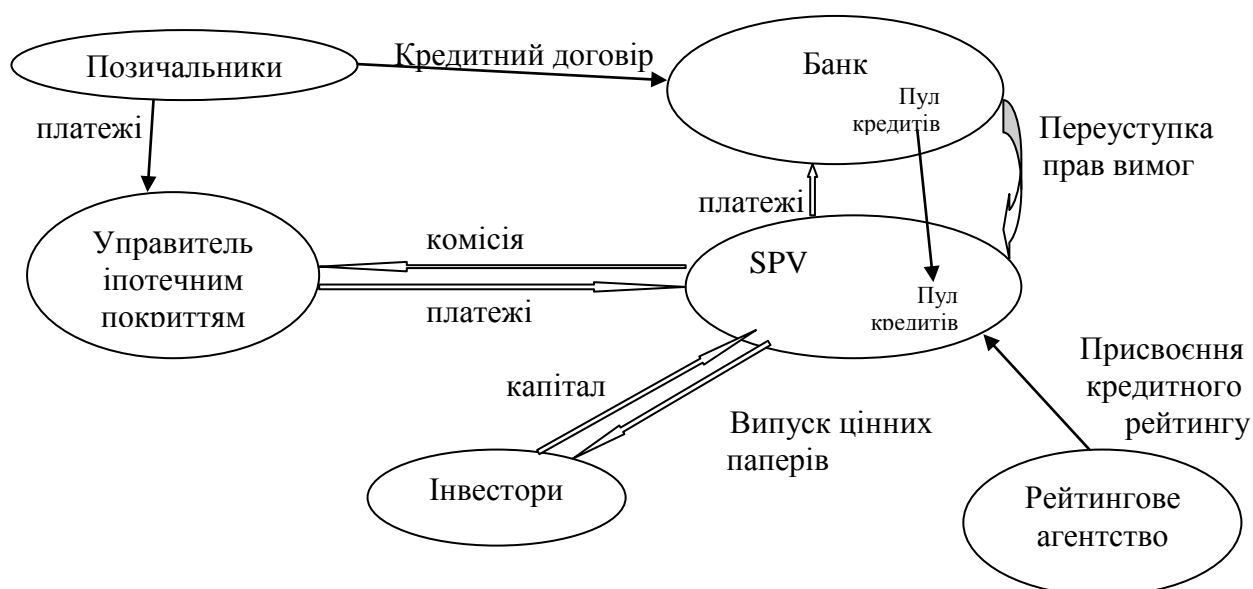 Позичальники
Кредитний договір
Банк
Пул
кредитів
платежі
Переуступка
прав вимог
платежі
Управитель
іпотечним
покриттям
комісія
SPV
Пул
кредитів
платежі
Присвоєння
кредитного
рейтингу
капітал
Випуск цінних
паперів
Інвестори
Рейтингове
агентство